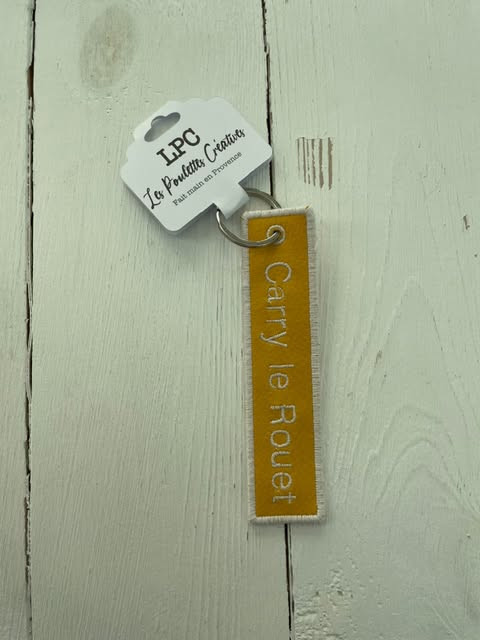 LPC
Les Poulettes Créatives
Fait main en Provence
Carry le Rouet